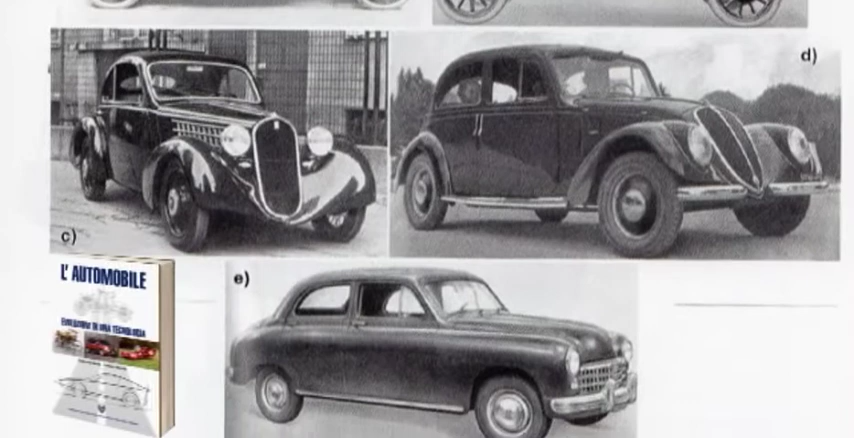 d)
c)
e)
L' AUTOMOBILE
EVOLUZIONE DI UNA TECNOLOGIA